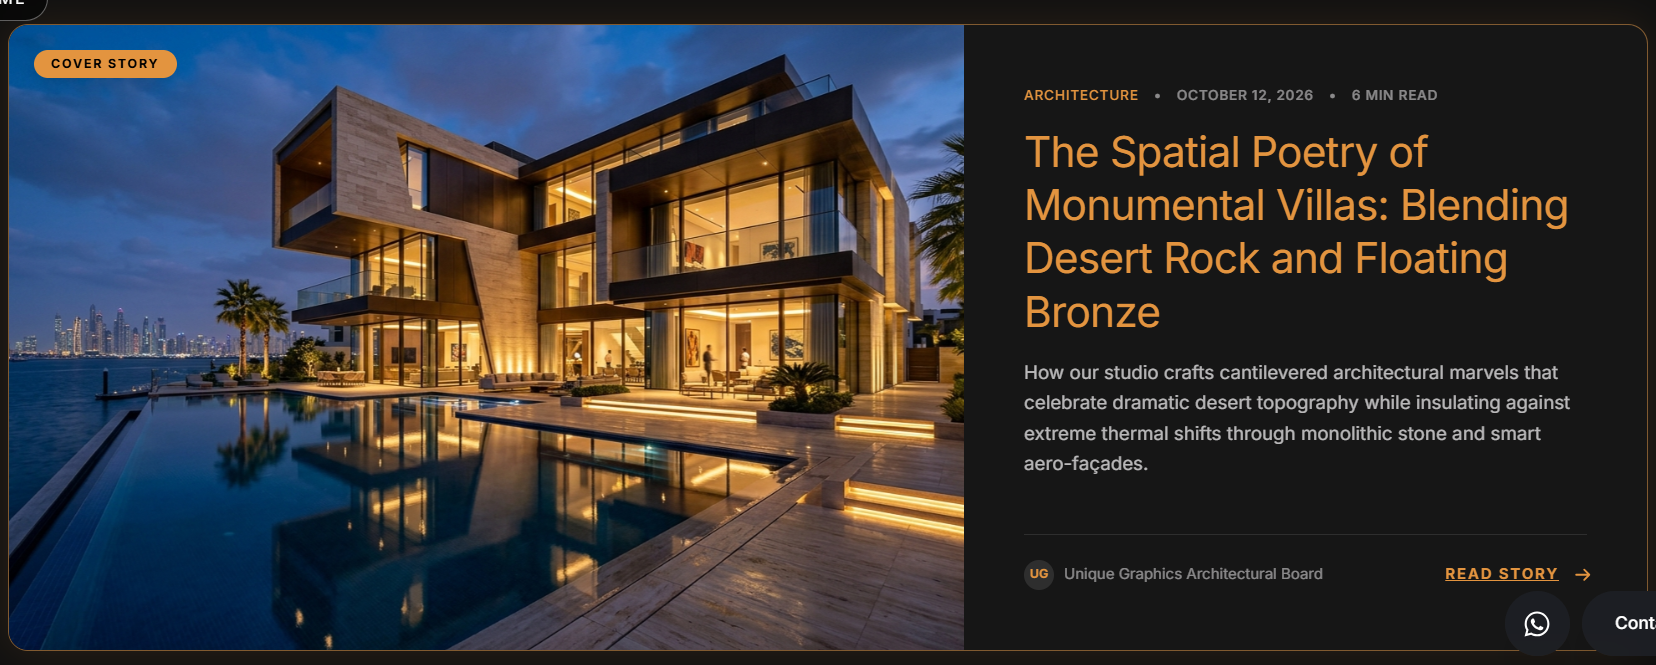 COVER STORY
ARCHITECTURE • OCTOBER 12, 2026 • 6 MIN READ
The Spatial Poetry of
Monumental Villas: Blending
Desert Rock and Floating
Bronze
How our studio crafts cantilevered architectural marvels that
celebrate dramatic desert topography while insulating against
extreme thermal shifts through monolithic stone and smart
aero-façades.
UG Unique Graphics Architectural Board
READ STORY →